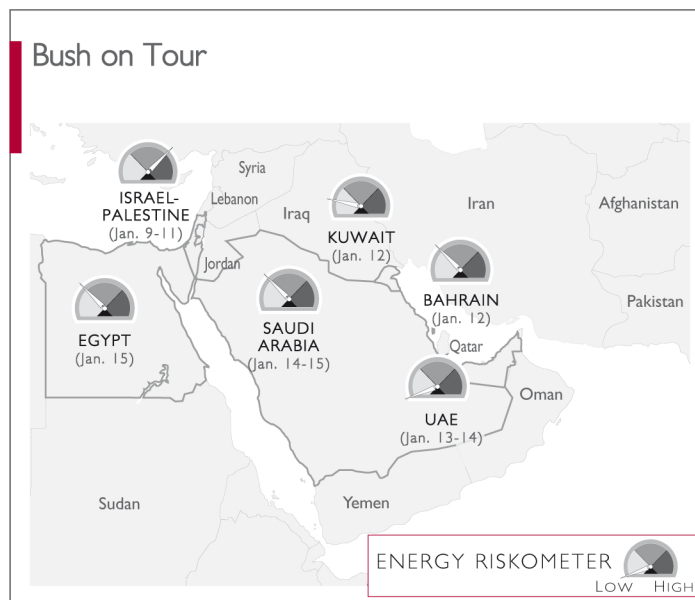 Bush on Tour
Syria
ISRAEL-
PALESTINE
(Jan. 9-11)
Lebanon
Iraq
Iran
Afghanistan
KUWAIT
(Jan. 12)
Jordan
BAHRAIN
(Jan. 12)
Pakistan
EGYPT
(Jan. 15)
SAUDI
ARABIA
(Jan. 14-15)
Qatar
UAE
(Jan. 13-14)
Oman
Sudan
Yemen
ENERGY RISKOMETER
LOW HIGH